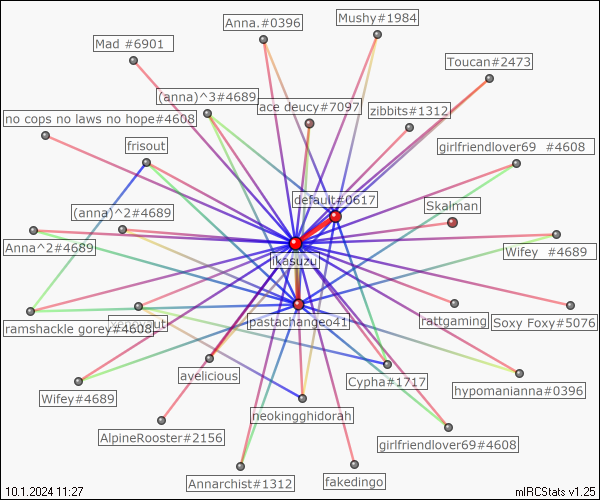 Anna.#0396
Mushy#1984
Mad #6901
Toucan#2473
(anna)^3#4689
ace deucy#7097
zibbits#1312
no cops no laws no hope#4608
frisout
girlfriendlover69 #4608
default#0617
Skalman
(anna)^2#4689
Anna^2#4689
Wifey #4689
ikasuzu
pastachangeo41
rattgaming
Soxy Foxy#5076
ramshackle gorey#4608
avelicious
Cypha#1717
hypomanianna#0396
Wifey#4689
neokingghidorah
AlpineRooster#2156
girlfriendlover69#4608
Annarchist#1312
fakedingo
10.1.2024 11:27
mIRCStats v1.25